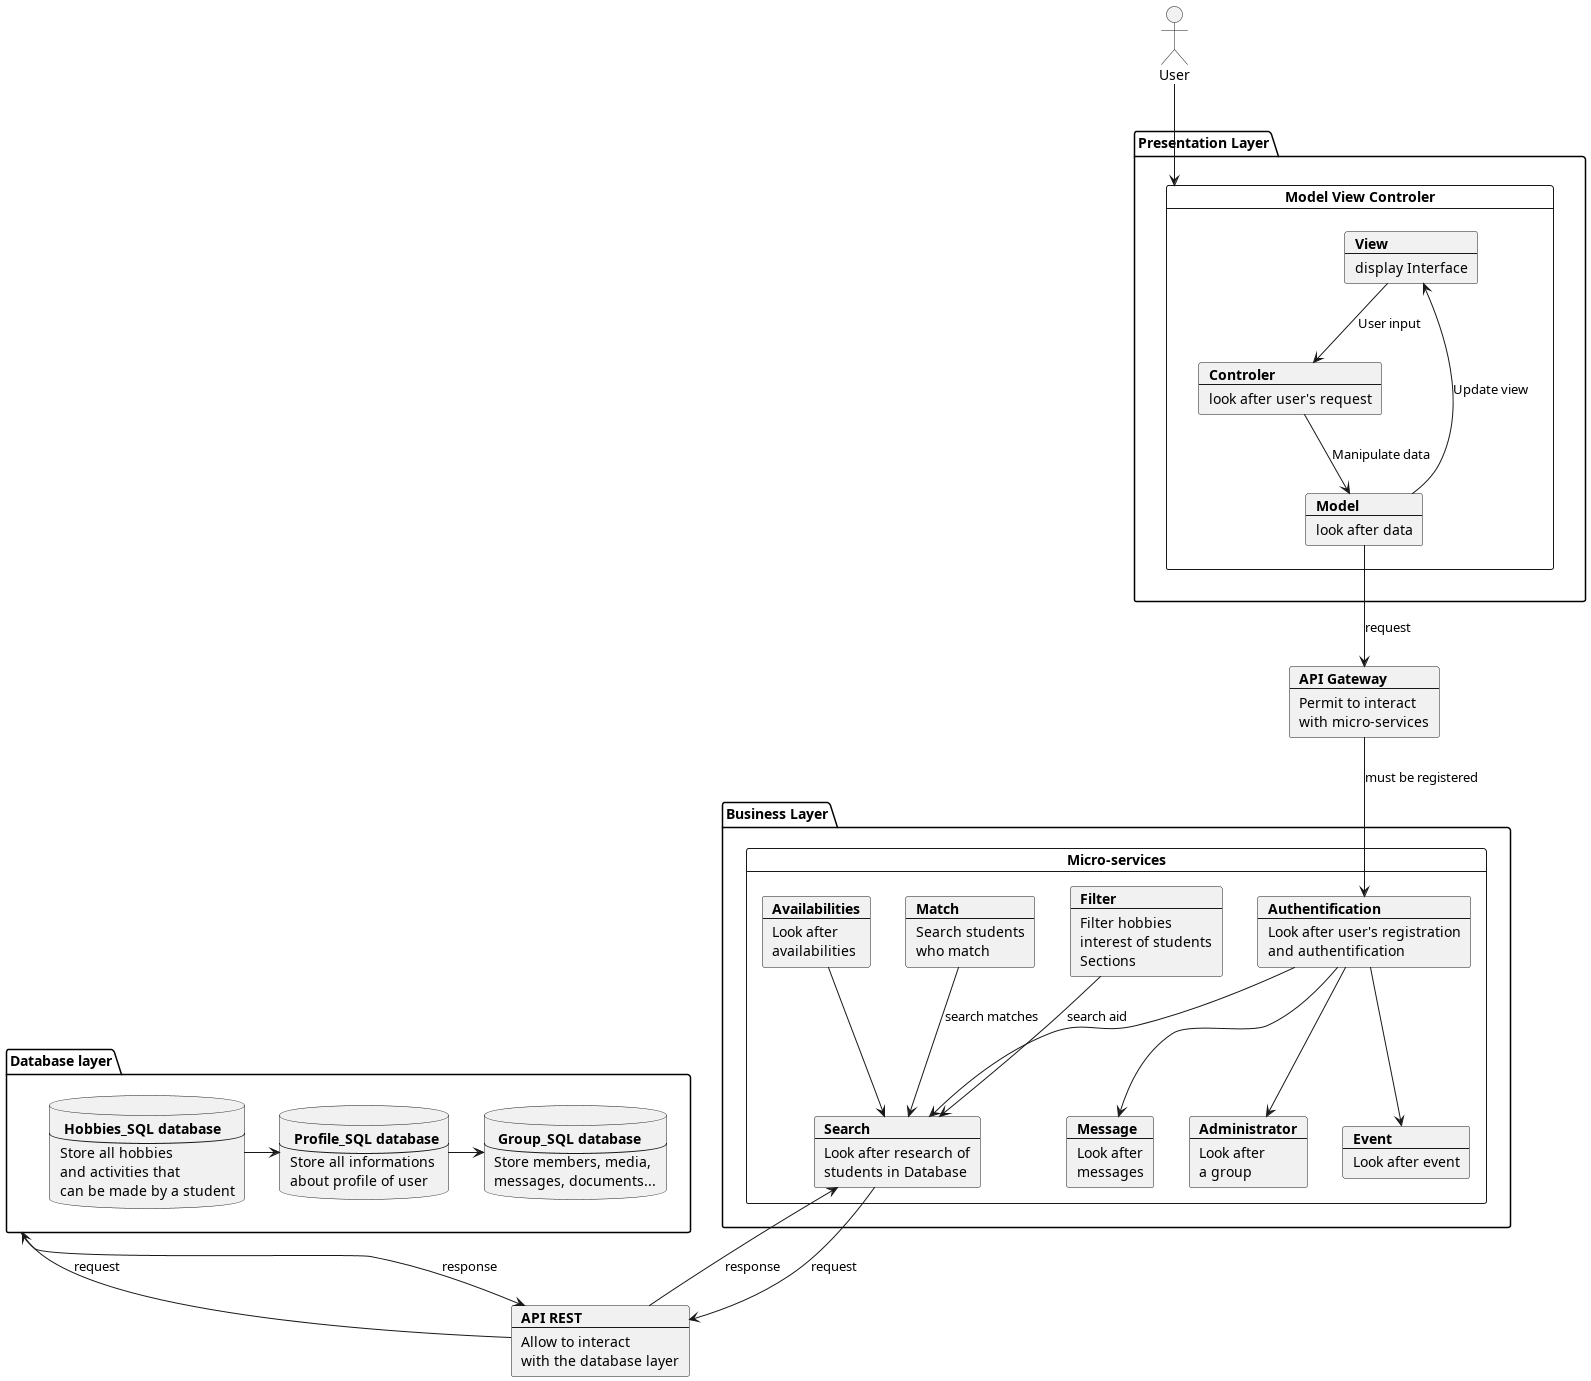 User
Presentation Layer
Model View Controler
View
display Interface
User input
Controler
look after user's request
Update view
Manipulate data
Model
look after data
request
API Gateway
Permit to interact
with micro-services
must be registered
Business Layer
Micro-services
Availabilities
Look after
availabilities
Match
Search students
who match
Filter
Filter hobbies
interest of students
Sections
Authentification
Look after user's registration
and authentification
search matches
search aid
Database layer
Hobbies_SQL database
Store all hobbies
and activities that
can be made by a student
Profile_SQL database
Store all informations
about profile of user
Group_SQL database
Store members, media,
messages, documents...
Search
Look after research of
students in Database
Message
Look after
messages
Administrator
Look after
a group
Event
Look after event
request
response
response
request
API REST
Allow to interact
with the database layer